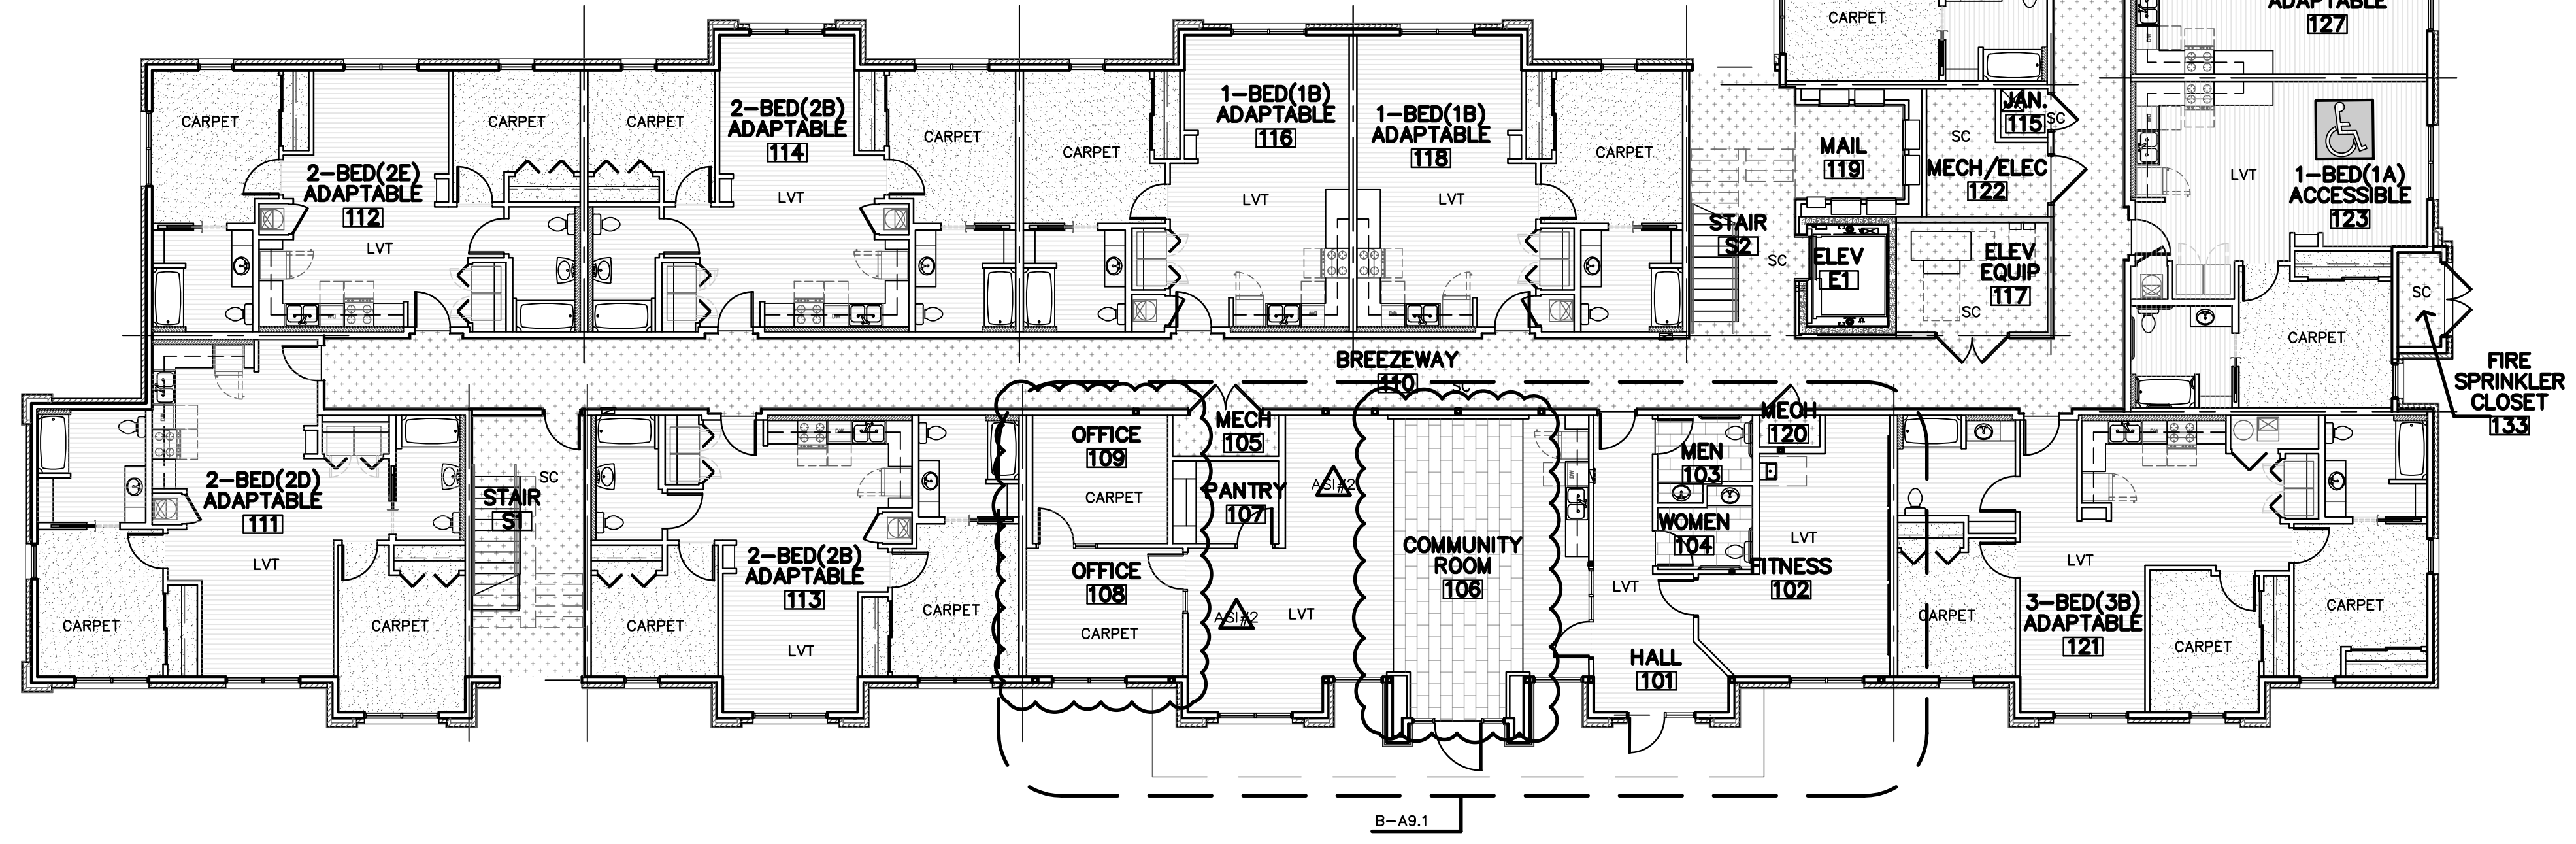 CARPET
ADAPTABLE
127
CARPET
2-BED(2E)
ADAPTABLE
112
LVT
CARPET
CARPET
2-BED(2B)
ADAPTABLE
114
LVT
CARPET
CARPET
1-BED(1B)
ADAPTABLE
116
LVT
1-BED(1B)
ADAPTABLE
118
LVT
CARPET
STAIR
S2
SC
MAIL
119
JAN.
115
SC
SC
MECH/ELEC
122
ELEV
E1
ELEV
EQUIP
117
SC
LVT
1-BED(1A)
ACCESSIBLE
123
CARPET
SC
FIRE
SPRINKLER
CLOSET
133
BREEZEWAY
110
SC
2-BED(2D)
ADAPTABLE
111
LVT
CARPET
CARPET
STAIR
S1
SC
2-BED(2B)
ADAPTABLE
113
LVT
CARPET
CARPET
OFFICE
109
CARPET
OFFICE
108
CARPET
MECH
105
PANTRY
107
ASI#2
ASI#2
LVT
COMMUNITY
ROOM
106
MEN
103
WOMEN
104
MECH
120
LVT
FITNESS
102
LVT
HALL
101
CARPET
LVT
3-BED(3B)
ADAPTABLE
121
CARPET
CARPET
B-A9.1